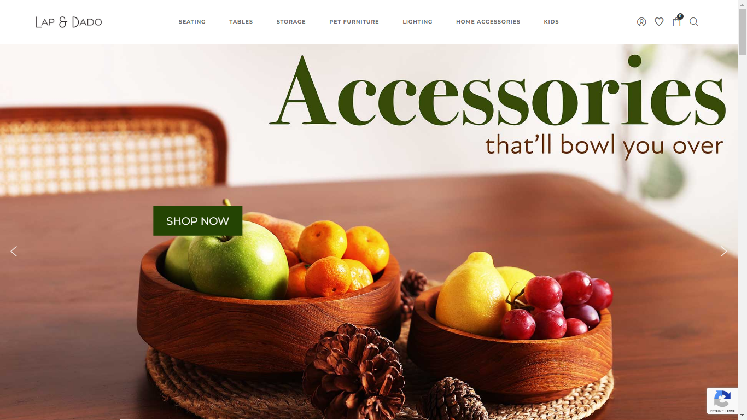 Lap & Dado
SEATING
TABLES
STORAGE
PET FURNITURE
LIGHTING
HOME ACCESSORIES
KIDS
Accessories
that'll bowl you over
SHOP NOW